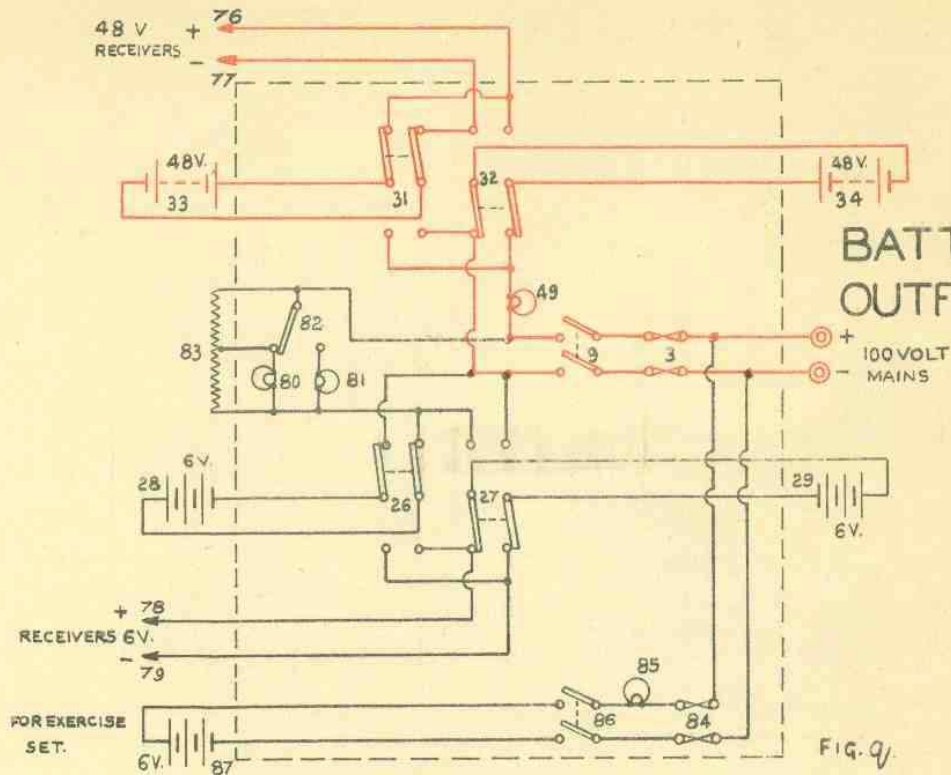 76
48 V +
RECEIVERS
-
77
48V.
33
31
32
48V.
34
BATT
OUTF
49
82
83
+
9
3
100 VOLT
-
MAINS
80
81
6V.
28
26
27
29
6V.
+ 78
RECEIVERS 6V.
-
79
85
86
84
FOR EXERCISE
SET.
6V.
87
FIG. 9.